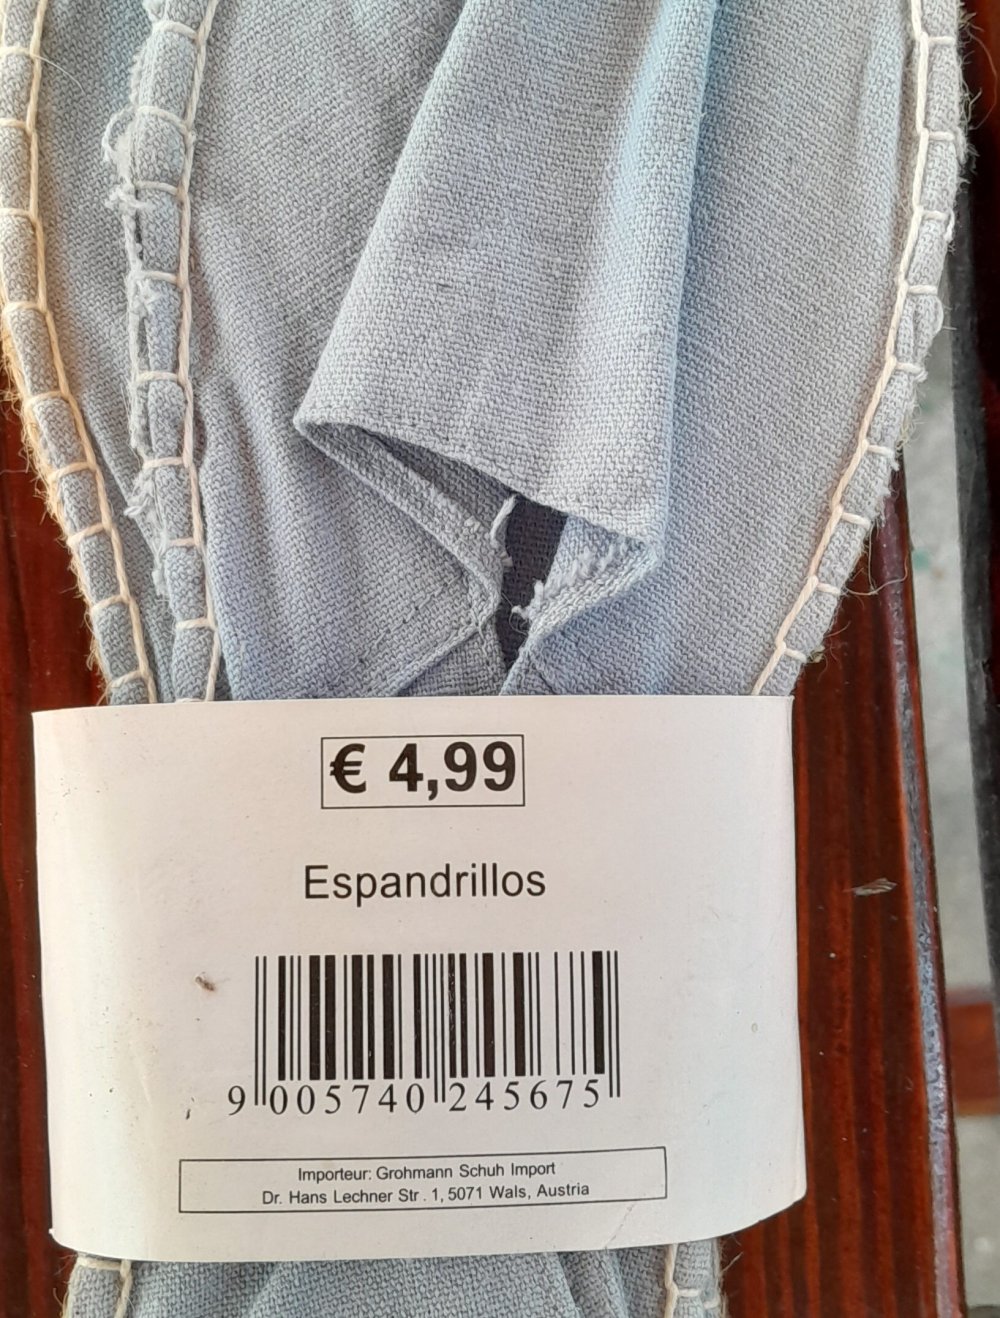 € 4,99
Espandrillos
9 005740 245675
Importeur: Grohmann Schuh Import
Dr. Hans Lechner Str. 1, 5071 Wals, Austria